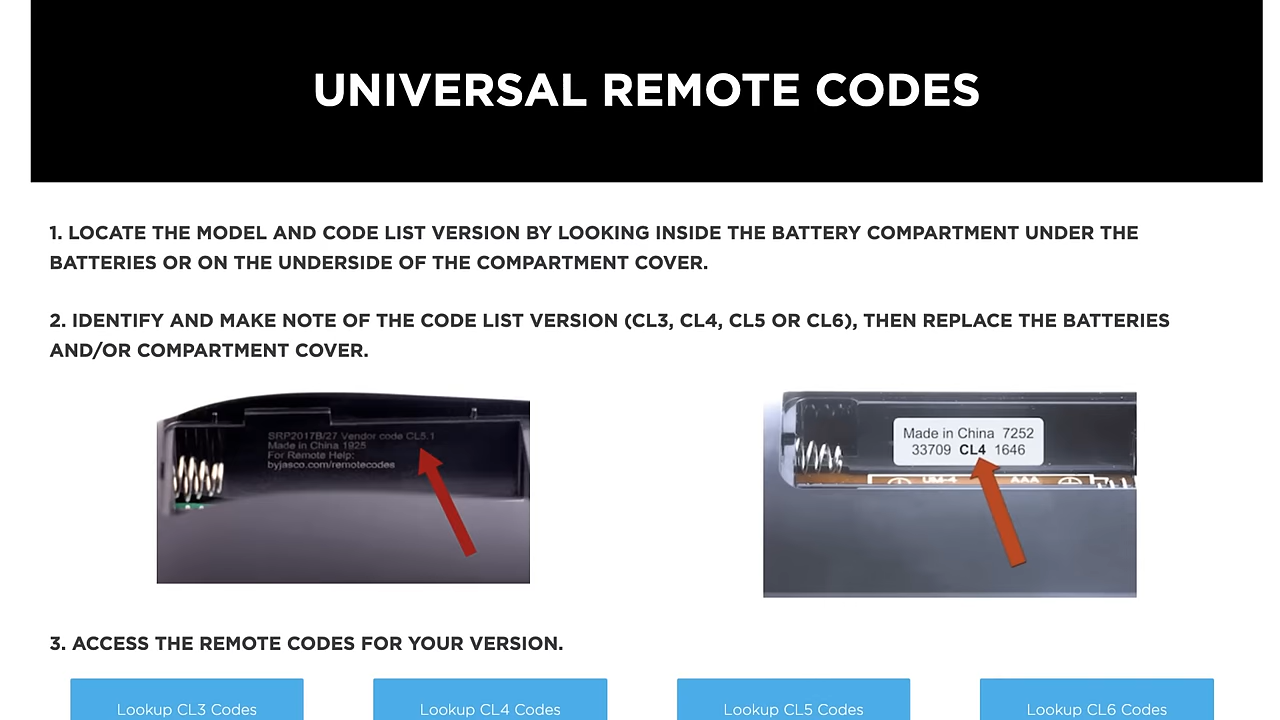 UNIVERSAL REMOTE CODES
1. LOCATE THE MODEL AND CODE LIST VERSION BY LOOKING INSIDE THE BATTERY COMPARTMENT UNDER THE
BATTERIES OR ON THE UNDERSIDE OF THE COMPARTMENT COVER.
2. IDENTIFY AND MAKE NOTE OF THE CODE LIST VERSION (CL3, CL4, CL5 OR CL6), THEN REPLACE THE BATTERIES
AND/OR COMPARTMENT COVER.
SRP2017B/27 Vendor code CL5.1
Made in China 1925
For Remote Help:
byjasco.com/remotecodes
Made in China 7252
33709 CL4 1646
UM-4 AAA
3. ACCESS THE REMOTE CODES FOR YOUR VERSION.
Lookup CL3 Codes
Lookup CL4 Codes
Lookup CL5 Codes
Lookup CL6 Codes